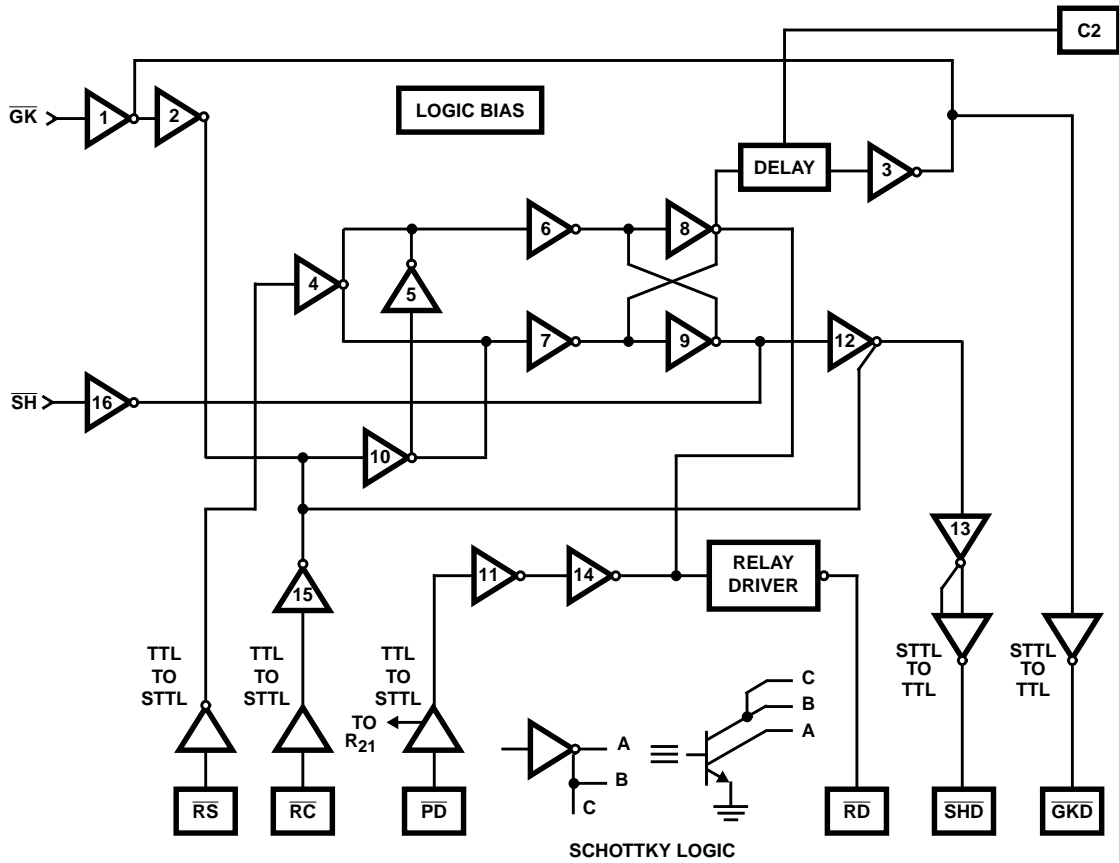 C2
GK
1
2
LOGIC BIAS
DELAY
3
6
8
4
5
7
9
12
SH
16
10
13
11
14
RELAY
DRIVER
15
TTL
TO
STTL
TTL
TO
STTL
TTL
TO
STTL
TO
R21
STTL
TO
TTL
STTL
TO
TTL
A
B
C
C
B
A
RS
RC
PD
RD
SHD
GKD
SCHOTTKY LOGIC